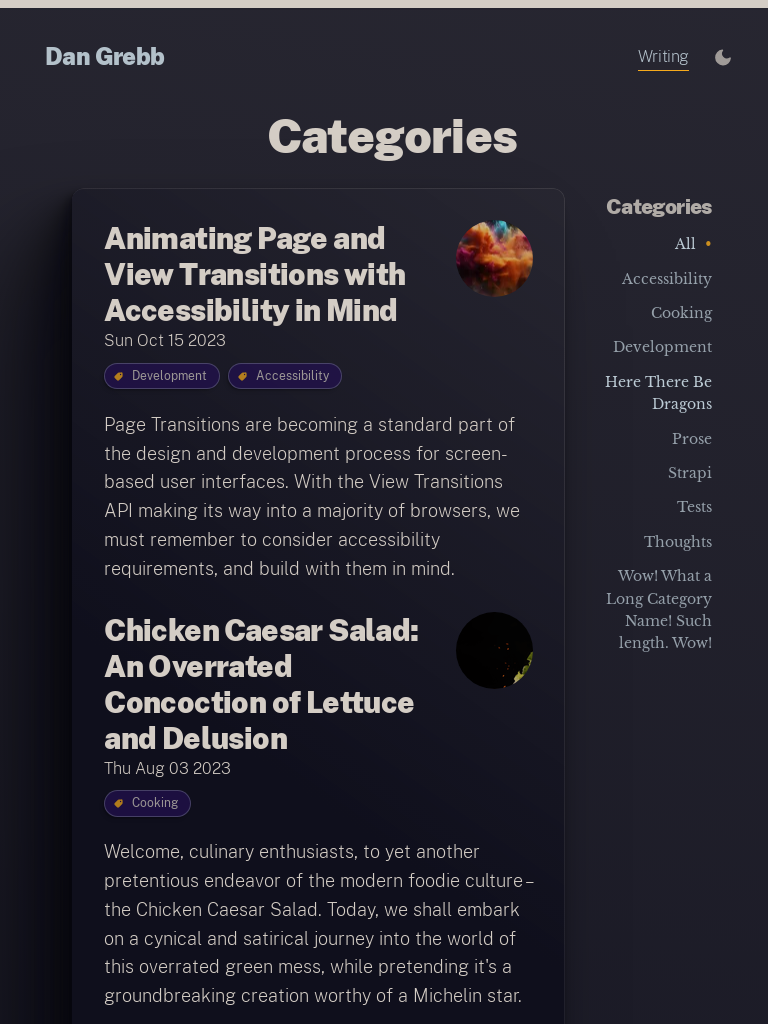 Dan Grebb
Writing
Categories
Animating Page and
View Transitions with
Accessibility in Mind
Sun Oct 15 2023
Development
Accessibility
Page Transitions are becoming a standard part of
the design and development process for screen-
based user interfaces. With the View Transitions
API making its way into a majority of browsers, we
must remember to consider accessibility
requirements, and build with them in mind.
Chicken Caesar Salad:
An Overrated
Concoction of Lettuce
and Delusion
Thu Aug 03 2023
Cooking
Welcome, culinary enthusiasts, to yet another
pretentious endeavor of the modern foodie culture –
the Chicken Caesar Salad. Today, we shall embark
on a cynical and satirical journey into the world of
this overrated green mess, while pretending it's a
groundbreaking creation worthy of a Michelin star.
Categories
All •
Accessibility
Cooking
Development
Here There Be
Dragons
Prose
Strapi
Tests
Thoughts
Wow! What a
Long Category
Name! Such
length. Wow!